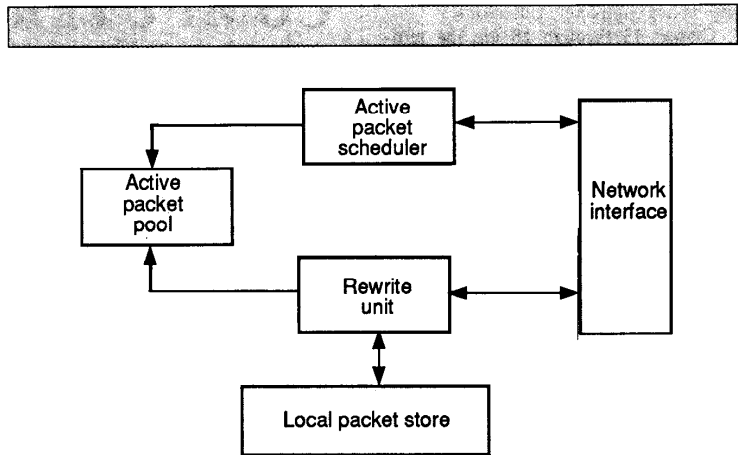 Active
packet
scheduler
Active
packet
pool
Network
interface
Rewrite
unit
Local packet store